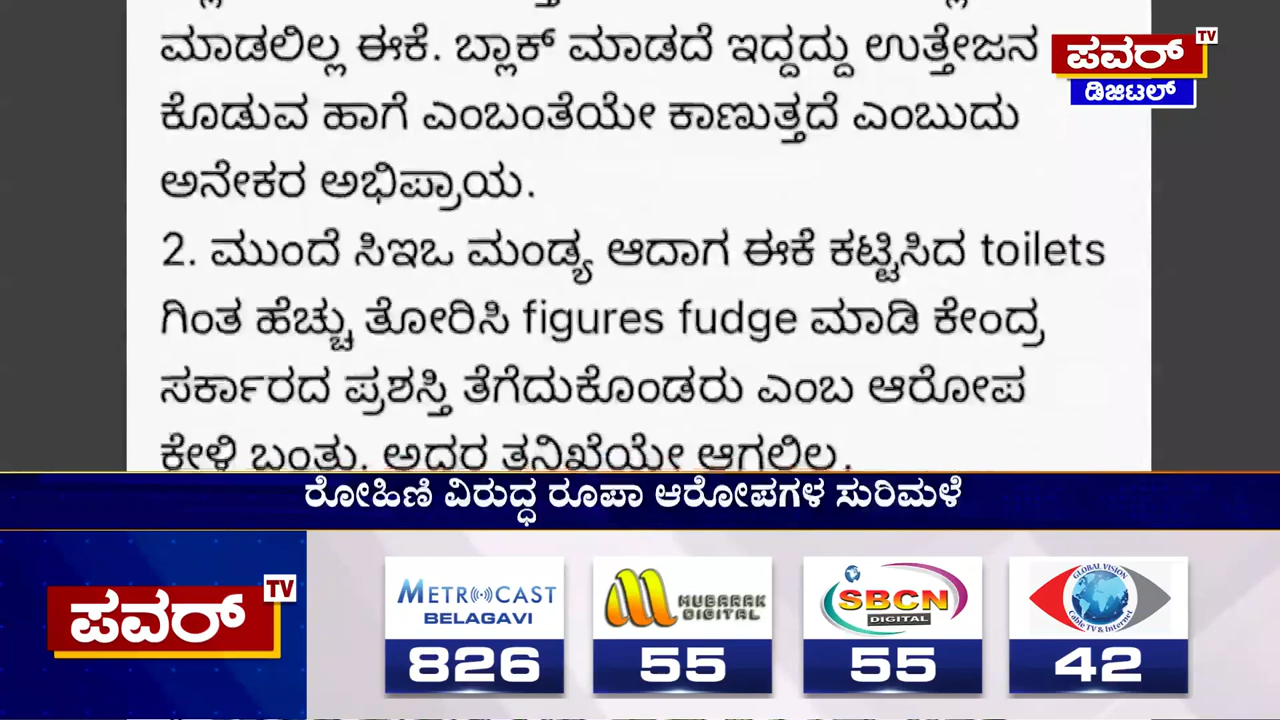 ಮಾಡಲಿಲ್ಲ ಈಕೆ. ಬ್ಲಾಕ್ ಮಾಡದೆ ಇದ್ದದ್ದು ಉತ್ತೇಜನ
ಕೊಡುವ ಹಾಗೆ ಎಂಬಂತೆಯೇ ಕಾಣುತ್ತದೆ ಎಂಬುದು
ಅನೇಕರ ಅಭಿಪ್ರಾಯ.
2. ಮುಂದೆ ಸಿಇಒ ಮಂಡ್ಯ ಆದಾಗ ಈಕೆ ಕಟ್ಟಿಸಿದ toilets
ಗಿಂತ ಹೆಚ್ಚು ತೋರಿಸಿ figures fudge ಮಾಡಿ ಕೇಂದ್ರ
ಸರ್ಕಾರದ ಪ್ರಶಸ್ತಿ ತೆಗೆದುಕೊಂಡರು ಎಂಬ ಆರೋಪ
ಕೇಳಿ ಬಂತು. ಅದರ ತನಿಖೆಯೇ ಆಗಲಿಲ್ಲ.
ಪವರ್ TV
ಡಿಜಿಟಲ್
ರೋಹಿಣಿ ವಿರುದ್ಧ ರೂಪಾ ಆರೋಪಗಳ ಸುರಿಮಳೆ
ಪವರ್ TV
METROCAST
BELAGAVI
826
MUBARAK
DIGITAL
55
SBCN
DIGITAL
55
GLOBAL VISION
Cable TV & Internet
42